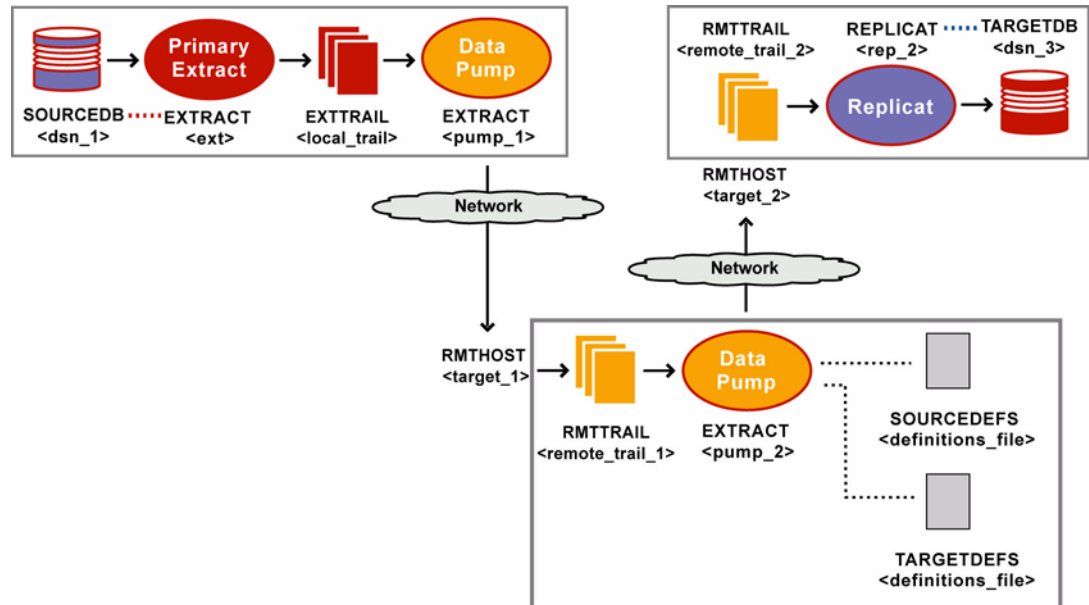 Primary
Extract
Data
Pump
SOURCEDB
<dsn_1>
EXTRACT
<ext>
EXTTRAIL
<local_trail>
EXTRACT
<pump_1>
RMTTRAIL
<remote_trail_2>
REPLICAT
<rep_2>
TARGETDB
<dsn_3>
Replicat
RMTHOST
<target_2>
Network
Network
RMTHOST
<target_1>
Data
Pump
RMTTRAIL
<remote_trail_1>
EXTRACT
<pump_2>
SOURCEDEFS
<definitions_file>
TARGETDEFS
<definitions_file>